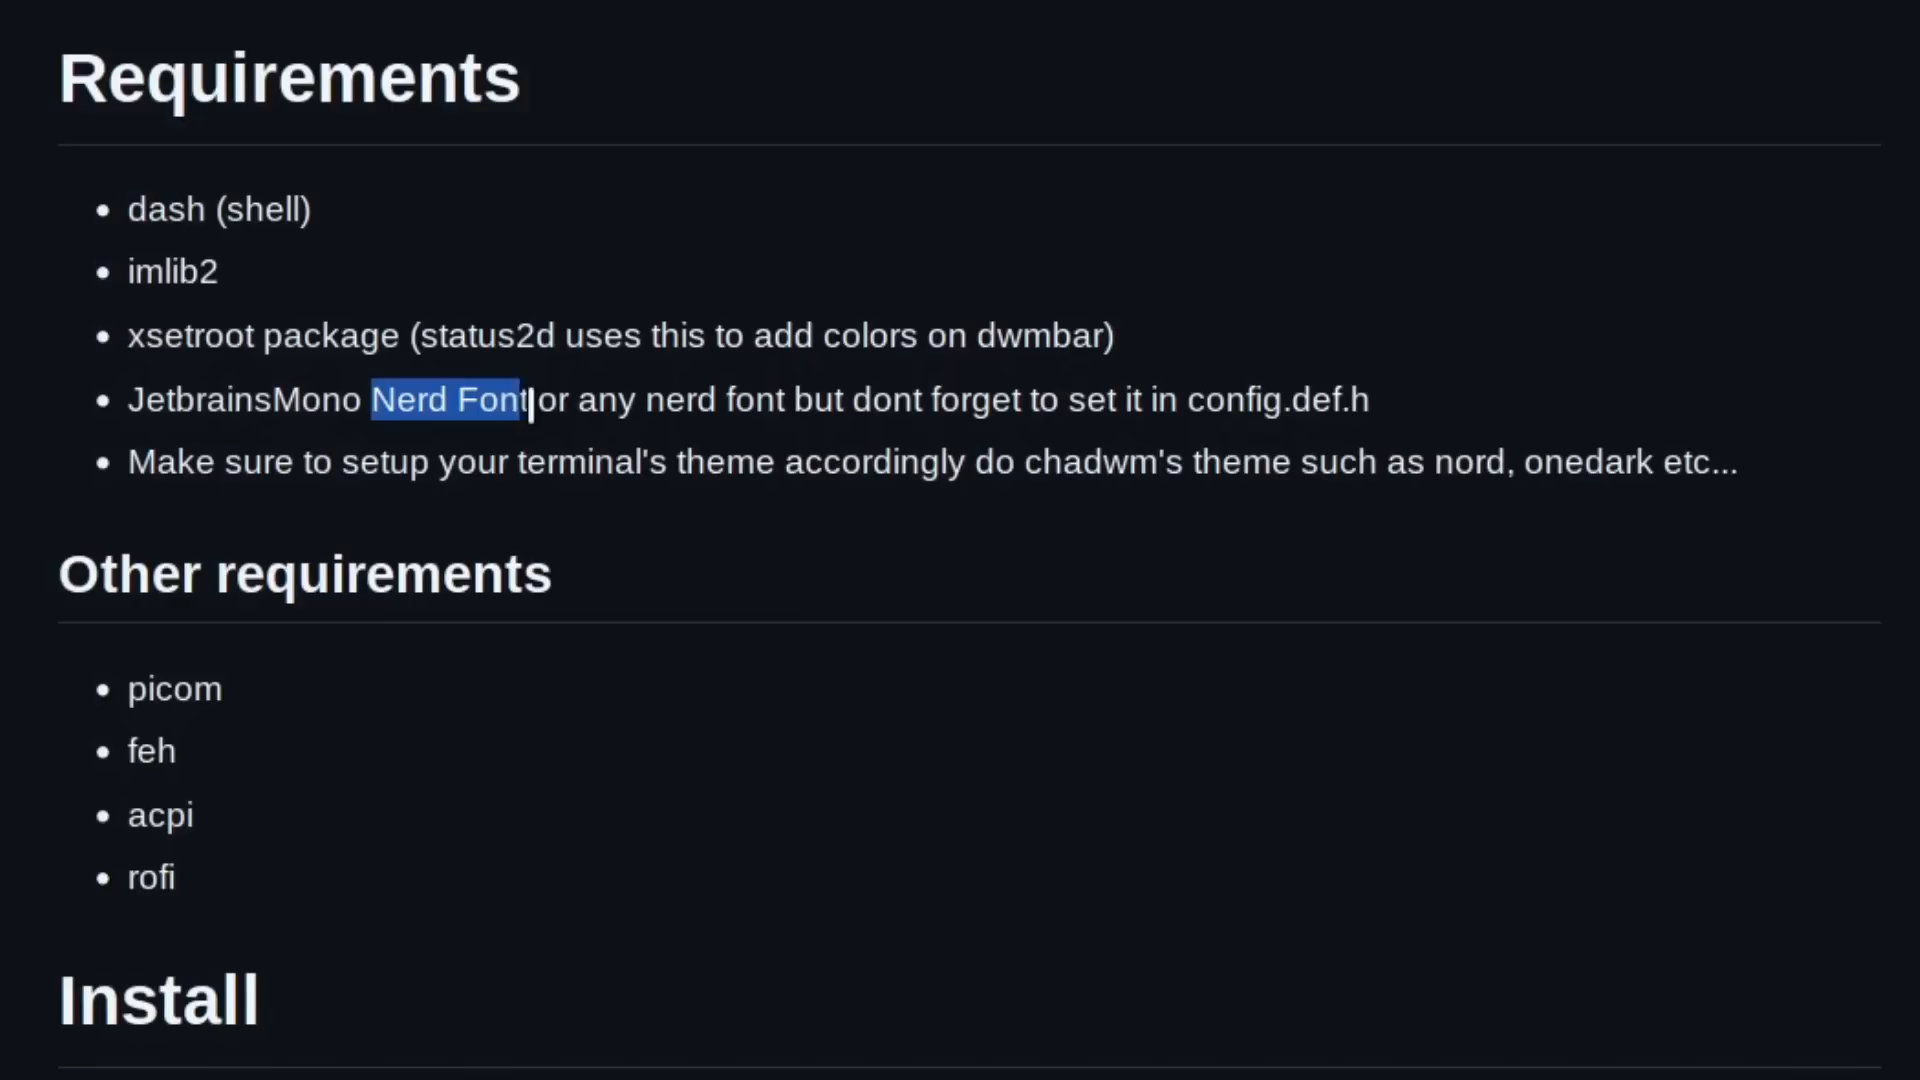 Requirements
dash (shell)
imlib2
xsetroot package (status2d uses this to add colors on dwmbar)
JetbrainsMono Nerd Font or any nerd font but dont forget to set it in config.def.h
Make sure to setup your terminal's theme accordingly do chadwm's theme such as nord, onedark etc...
Other requirements
picom
feh
acpi
rofi
Install